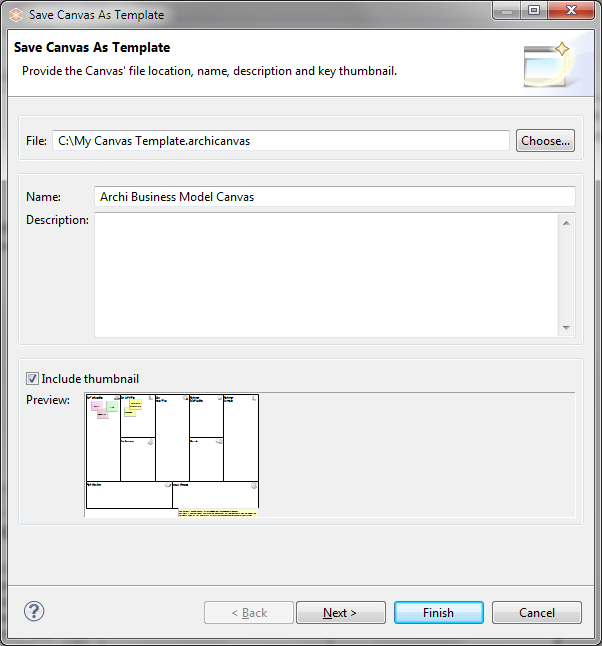 Save Canvas As Template
Save Canvas As Template
Provide the Canvas' file location, name, description and key thumbnail.
File: C:\My Canvas Template.archicanvas Choose...
Name: Archi Business Model Canvas
Description:
Include thumbnail
Preview:
? < Back Next > Finish Cancel